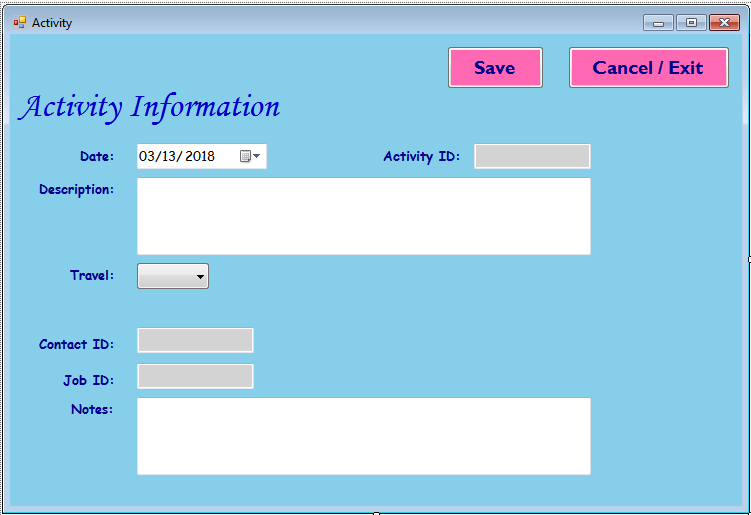 Activity
Save Cancel / Exit
Activity Information
Date: 03/13/2018 Activity ID:
Description:
Travel:
Contact ID:
Job ID:
Notes: